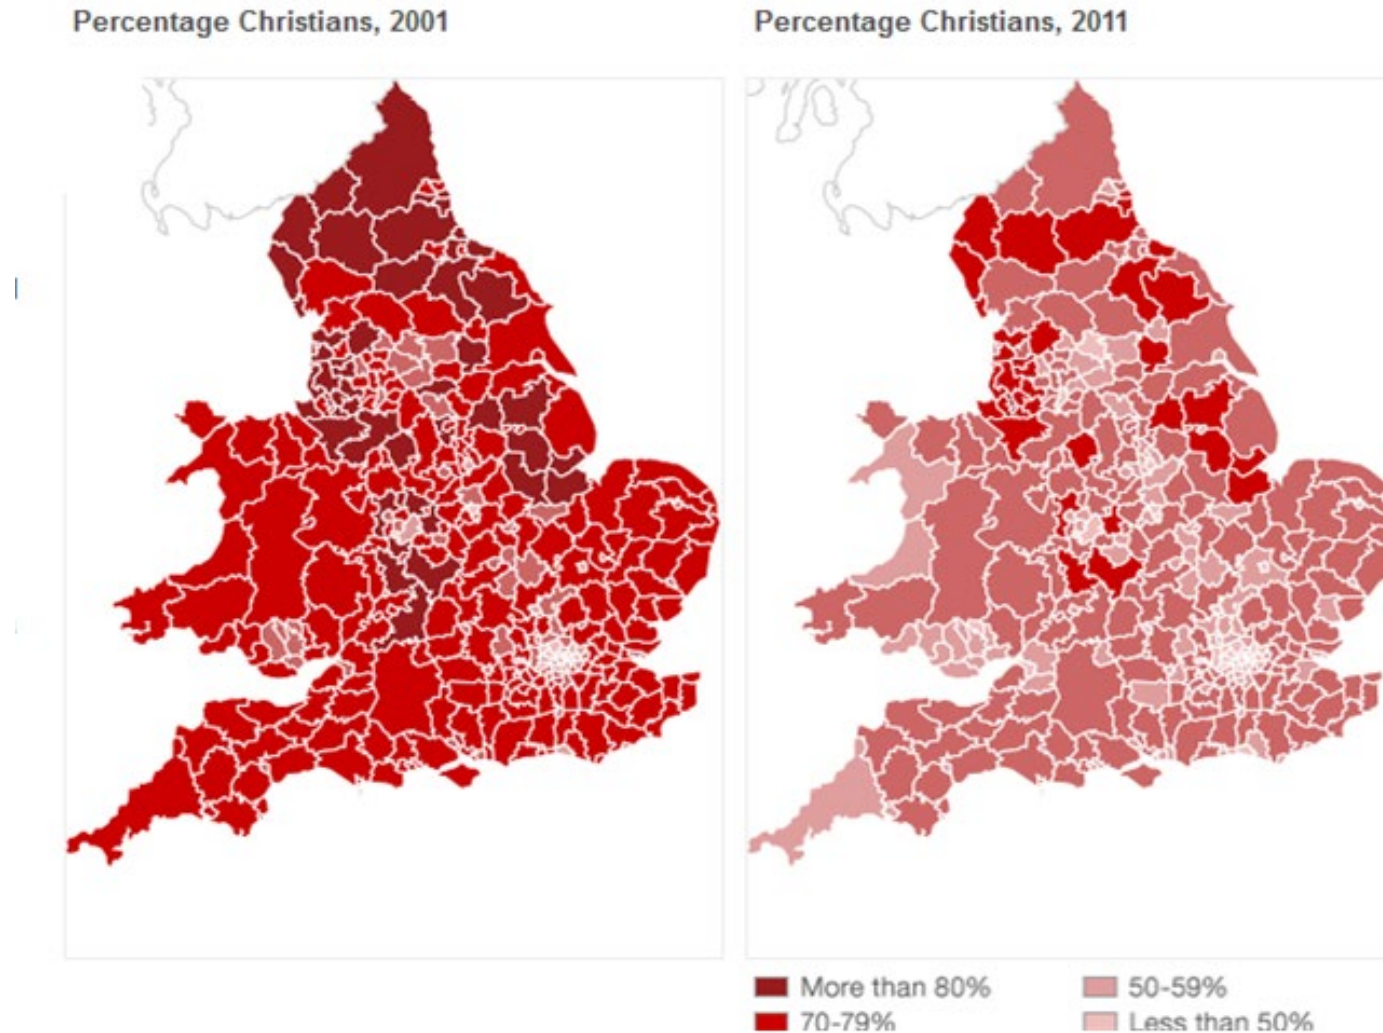 Percentage Christians, 2001
Percentage Christians, 2011
More than 80%
50-59%
70-79%
Less than 50%